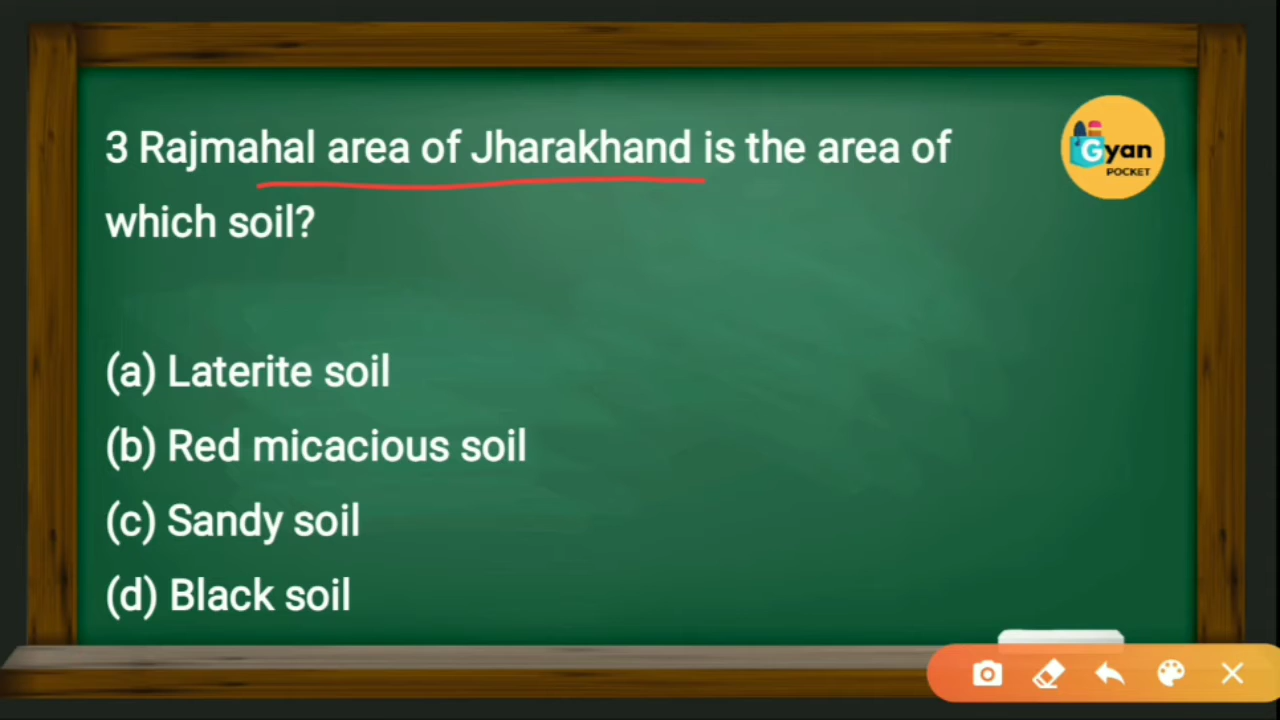 3 Rajmahal area of Jharakhand is the area of
which soil?
Gyan
POCKET
(a) Laterite soil
(b) Red micacious soil
(c) Sandy soil
(d) Black soil